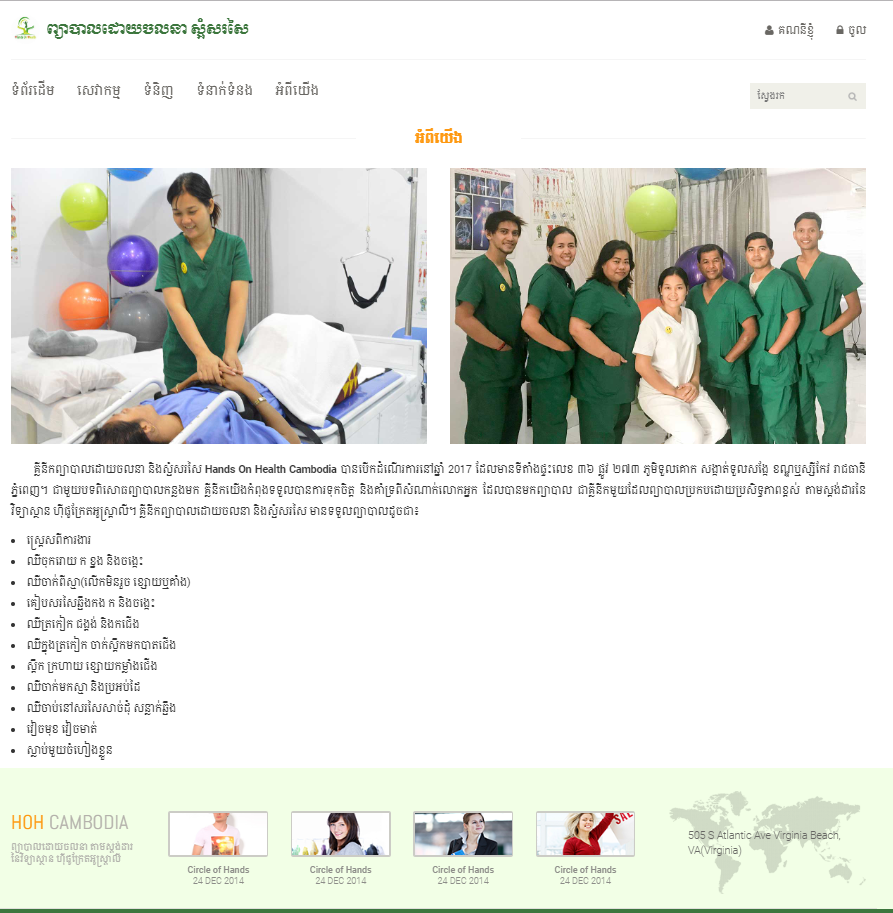 ព្យាបាលដោយចលនា ស្ពឹសរសៃ
គណនីខ្ញុំ
ចូល
ទំព័រដើម សេវាកម្ម ទំនិញ ទំនាក់ទំនង អំពីយើង
ស្វែងរក
អំពីយើង
គ្លីនិកព្យាបាលដោយចលនា និងស្ពឹសរសៃ Hands On Health Cambodia បានបើកដំណើរការនៅឆ្នាំ 2017 ដែលមានទីតាំងផ្ទះលេខ ៣៦ ផ្លូវ ២៧៣ ភូមិទួលគោក សង្កាត់ទួលសង្កែ ខណ្ឌឬស្សីកែវ រាជធានី
ភ្នំពេញ។ ជាមួយបទពិសោធព្យាបាលកន្លងមក គ្លីនីកយើងកំពុងទទួលបានការទុកចិត្ត និងគាំទ្រពីសំណាក់លោកអ្នក ដែលបានមកព្យាបាល ជាគ្លីនិកមួយដែលព្យាបាលប្រកបដោយប្រសិទ្ធភាពខ្ពស់ តាមស្តង់ដារនៃ
វិទ្យាស្ថាន ហ៊ីពូក្រែតអូស្ត្រាលី។ គ្លីនីកព្យាបាលដោយចលនា និងស្ពឹសរសៃ មានទទួលព្យាបាលដូចជា៖
ស្ត្រេសពីការងារ
ឈឺចុករោយ ក ខ្នង និងចង្កេះ
ឈឺចាក់ពីស្មា(លើកមិនរួច ខ្សោយឬគាំង)
គៀបសរសៃឆ្អឹងកង ក និងចង្កេះ
ឈឺត្រគៀក ជង្គង់ និងកជើង
ឈឺក្នុងត្រគៀក ចាក់ស្ពឹកមកបាតជើង
ស្ពឹក ក្រហាយ ខ្សោយកម្លាំងជើង
ឈឺចាក់មកស្មា និងប្រអប់ដៃ
ឈឺចាប់នៅសរសៃសាច់ដុំ សន្លាក់ឆ្អឹង
វៀចមុខ វៀចមាត់
ស្លាប់មួយចំហៀងខ្លួន
HOH CAMBODIA
ព្យាបាលដោយចលនា តាមស្តង់ដារ
នៃវិទ្យាស្ថាន ហ៊ីពូក្រែតអូស្ត្រាលី
Circle of Hands
24 DEC 2014
Circle of Hands
24 DEC 2014
Circle of Hands
24 DEC 2014
SAL
Circle of Hands
24 DEC 2014
505 S Atlantic Ave Virginia Beach,
VA(Virginia)